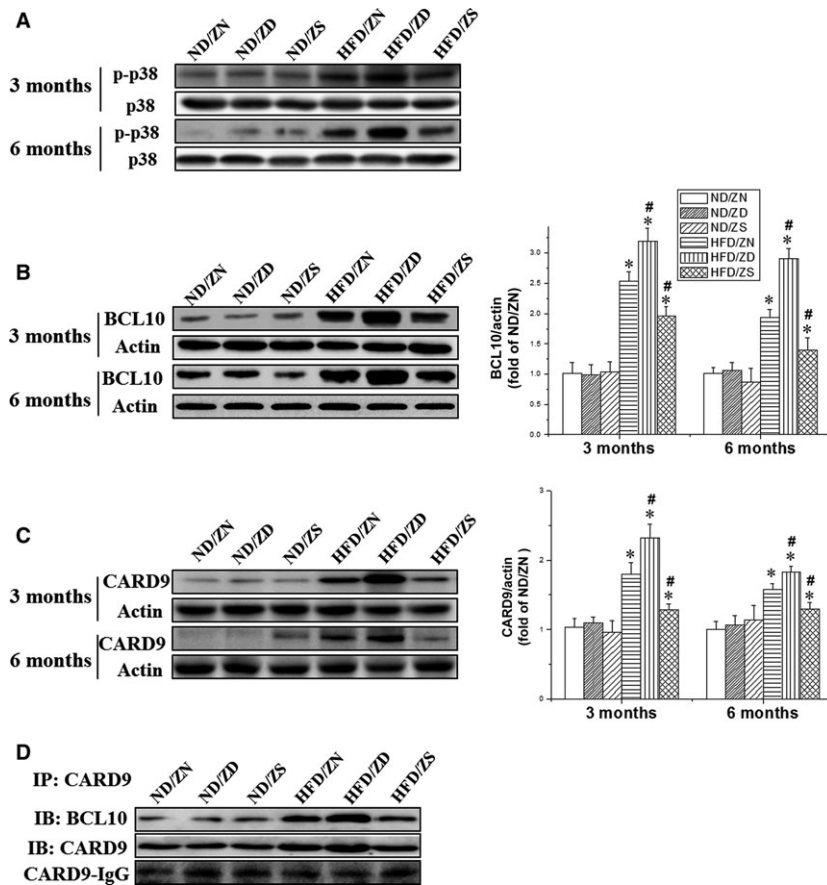 A
ND/ZN ND/ZD ND/ZS HFD/ZN HFD/ZD HFD/ZS
3 months
p-p38
p38
6 months
p-p38
p38
B
ND/ZN ND/ZD ND/ZS HFD/ZN HFD/ZD HFD/ZS
3 months
BCL10
Actin
6 months
BCL10
Actin
ND/ZN
ND/ZD
ND/ZS
HFD/ZN
HFD/ZD
HFD/ZS
BCL10/actin
(fold of ND/ZN)
3.0
2.5
2.0
1.5
1.0
0.5
0.0
* # * # * * # * # *
3 months 6 months
C
ND/ZN ND/ZD ND/ZS HFD/ZN HFD/ZD HFD/ZS
3 months
CARD9
Actin
6 months
CARD9
Actin
CARD9/actin
(fold of ND/ZN )
3
2
1
0
* # * # * * # * # *
3 months 6 months
D
ND/ZN ND/ZD ND/ZS HFD/ZN HFD/ZD HFD/ZS
IP: CARD9
IB: BCL10
IB: CARD9
CARD9-IgG